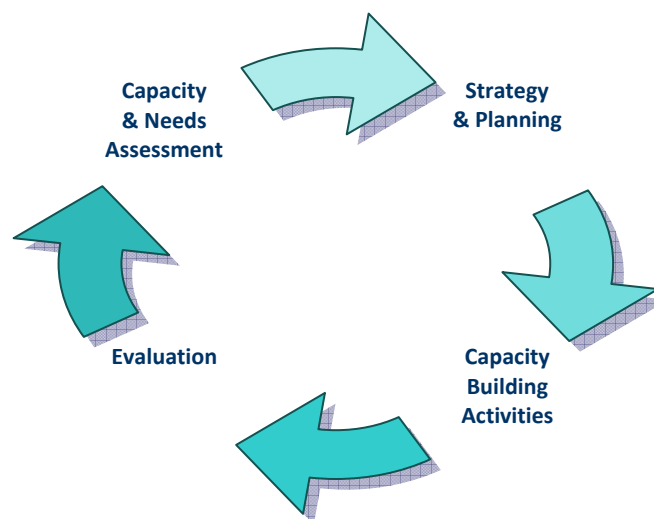 Capacity
& Needs
Assessment
Strategy
& Planning
Capacity
Building
Activities
Evaluation